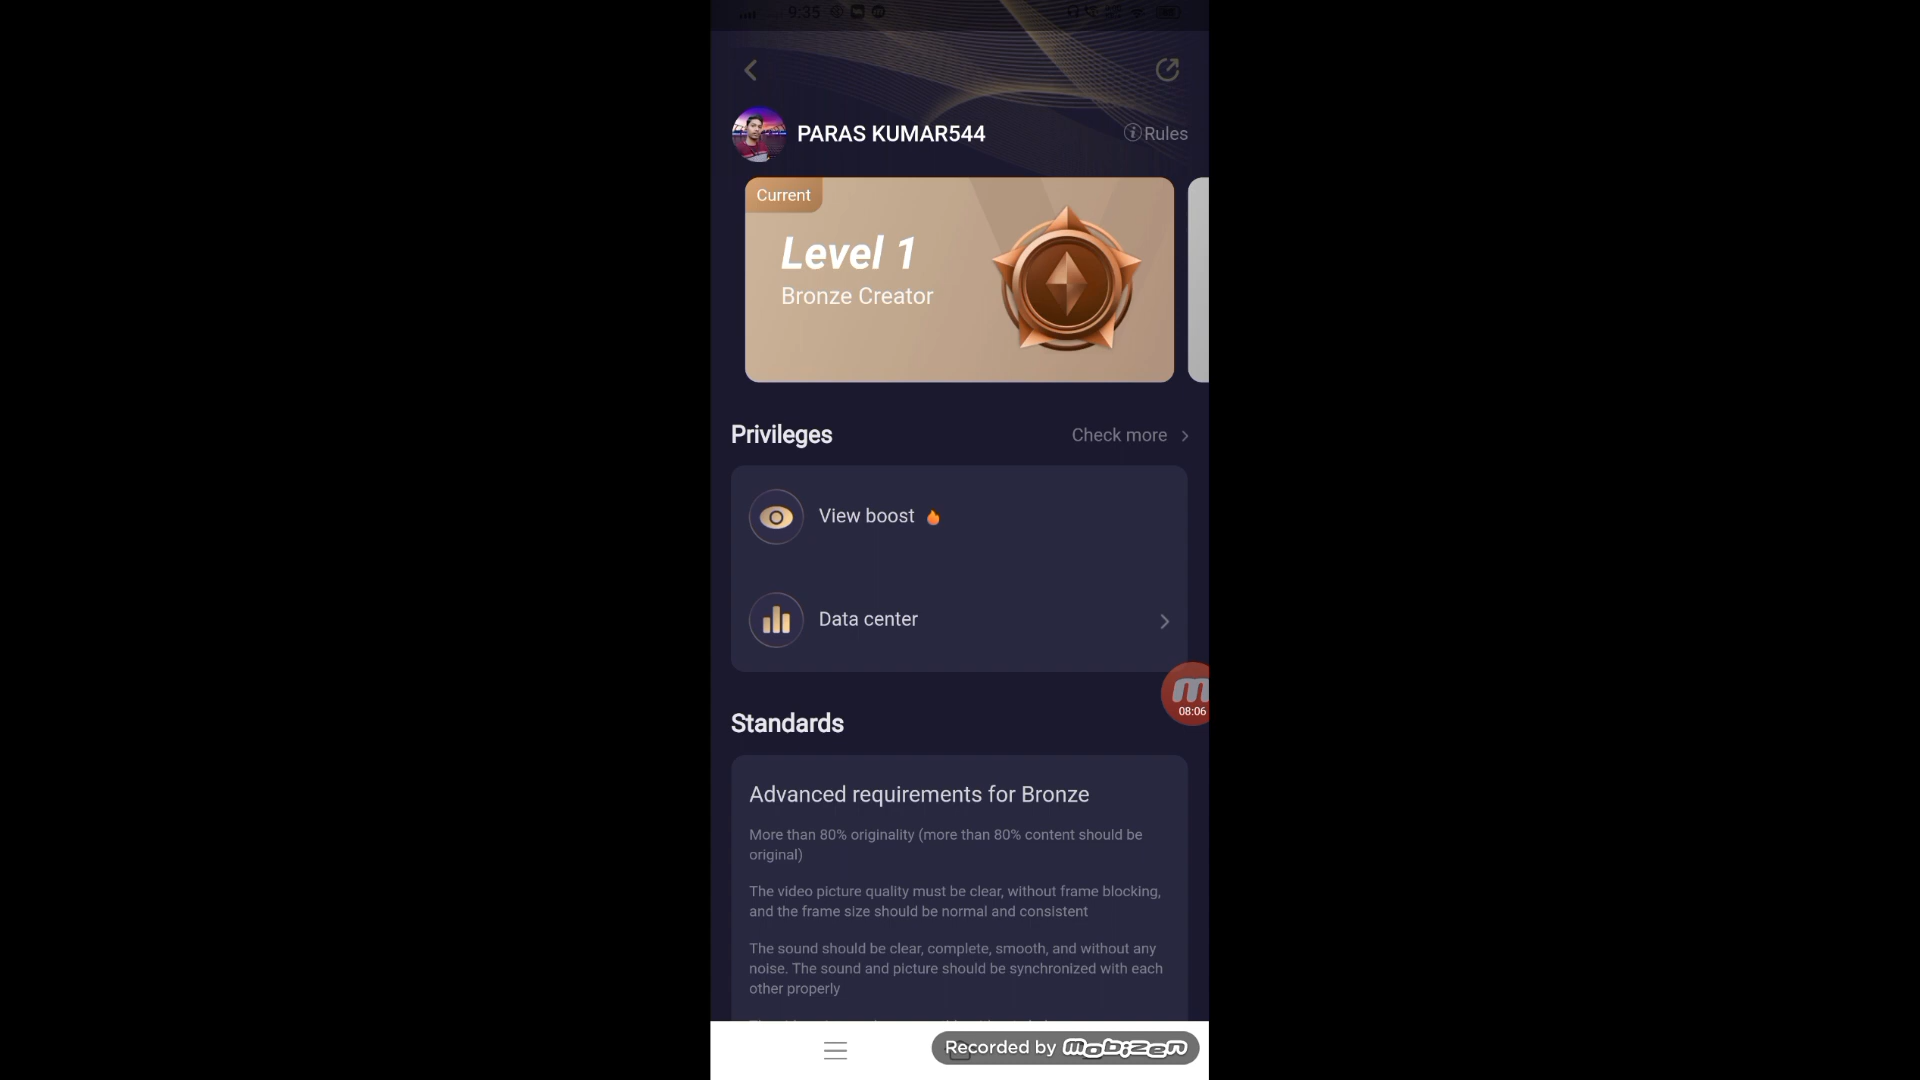 9:35
PARAS KUMAR544
Rules
Current
Level 1
Bronze Creator
Privileges
Check more
View boost
Data center
08:06
Standards
Advanced requirements for Bronze
More than 80% originality (more than 80% content should be
original)
The video picture quality must be clear, without frame blocking,
and the frame size should be normal and consistent
The sound should be clear, complete, smooth, and without any
noise. The sound and picture should be synchronized with each
other properly
Recorded by mobizen